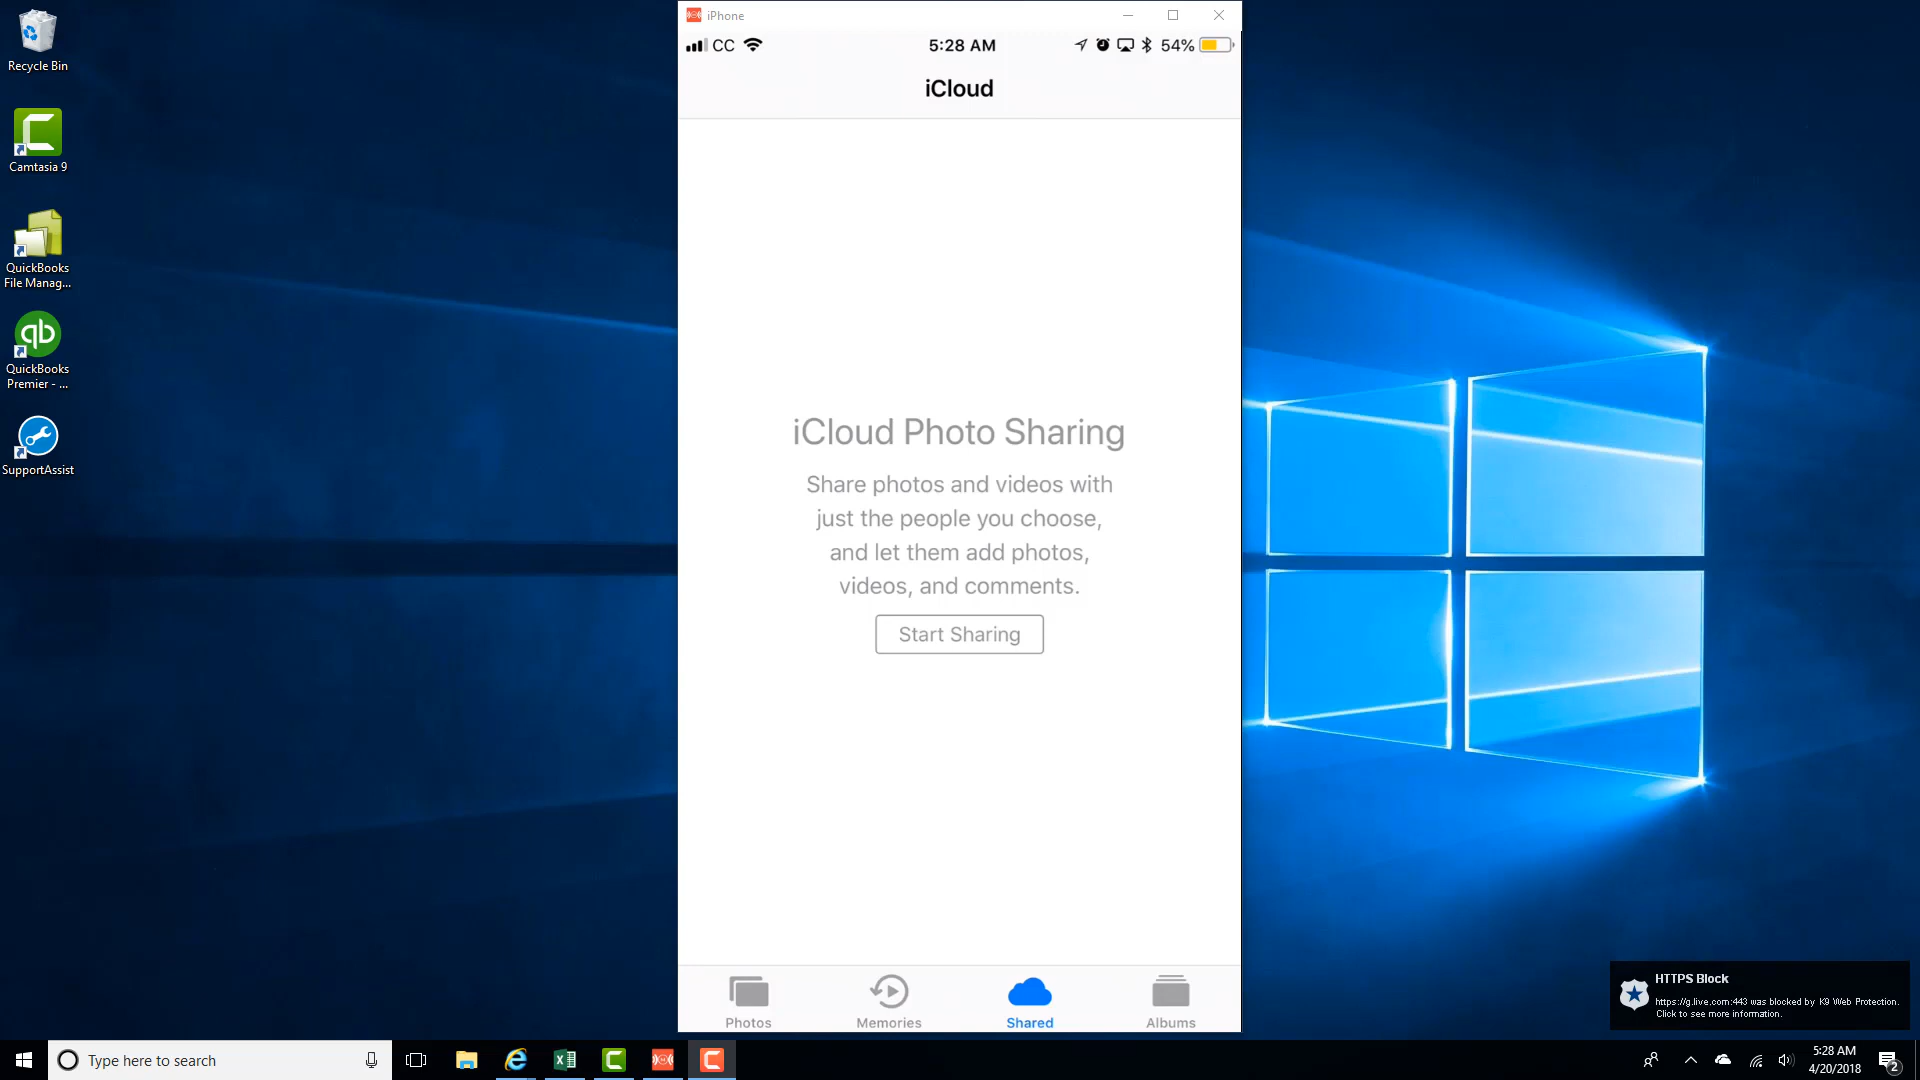 Recycle Bin
Camtasia 9
QuickBooks
File Manag...
qb
QuickBooks
Premier - ...
SupportAssist
iPhone
CC
5:28 AM
54%
iCloud
iCloud Photo Sharing
Share photos and videos with
just the people you choose,
and let them add photos,
videos, and comments.
Start Sharing
Photos
Memories
Shared
Albums
HTTPS Block
https://g.live.com:443 was blocked by K9 Web Protection.
Click to see more information.
Type here to search
5:28 AM
4/20/2018
2